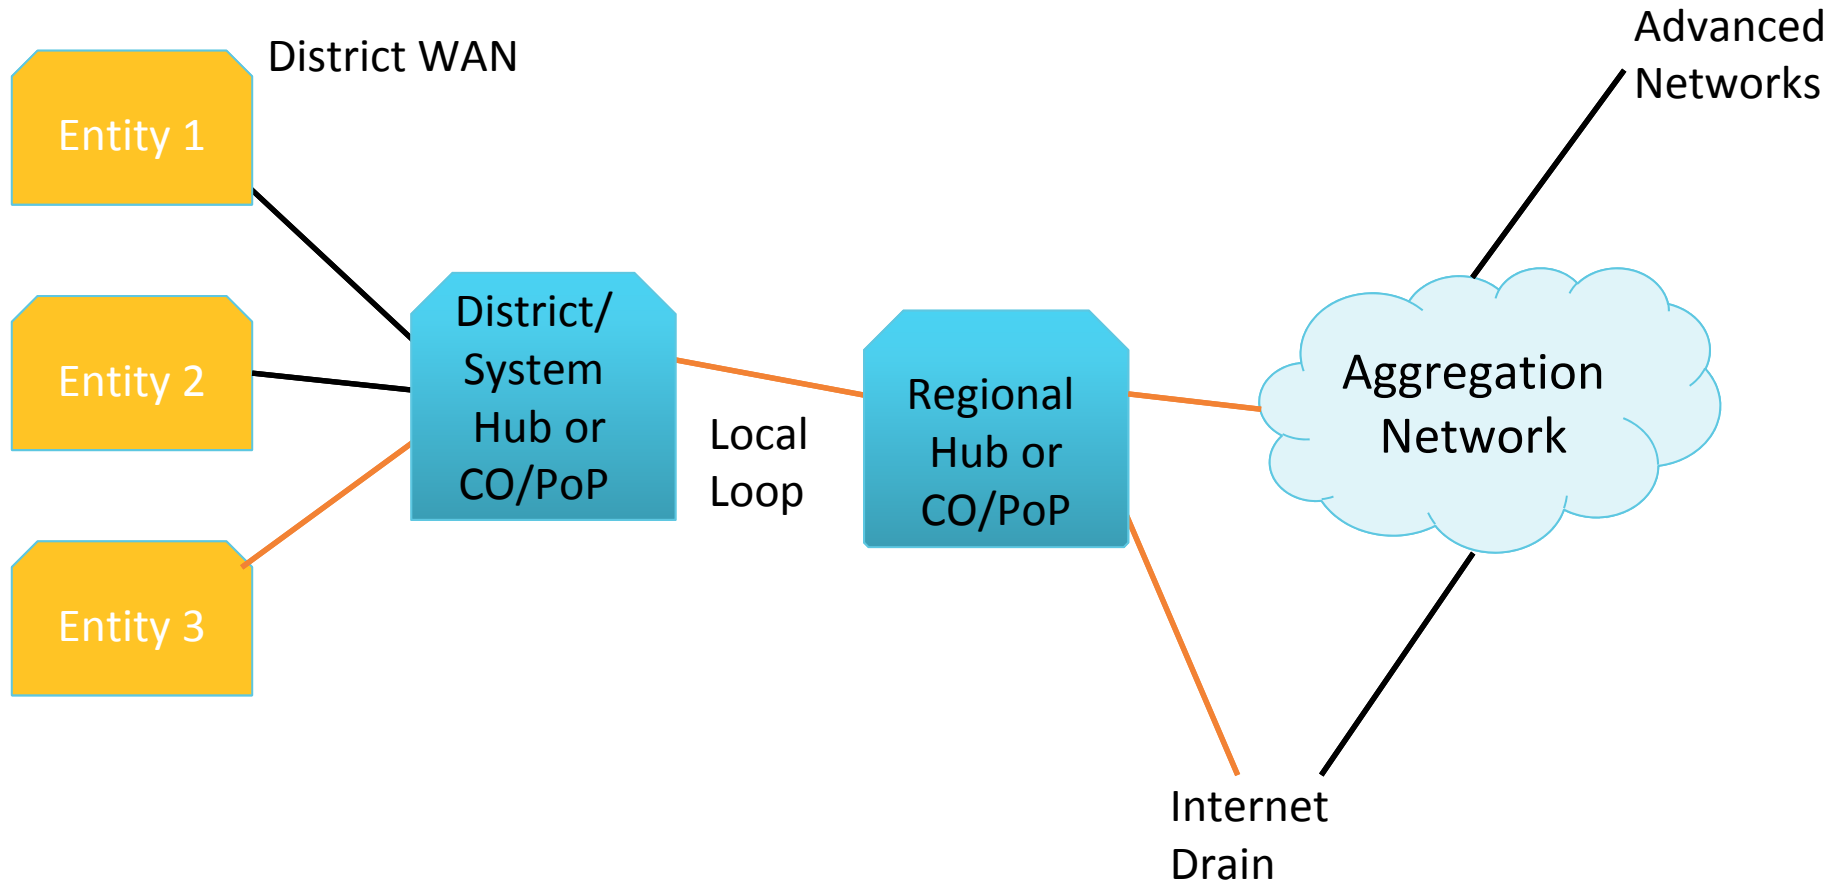 District WAN
Entity 1
Entity 2
Entity 3
District/
System
Hub or
CO/PoP
Local
Loop
Regional
Hub or
CO/PoP
Aggregation
Network
Advanced
Networks
Internet
Drain